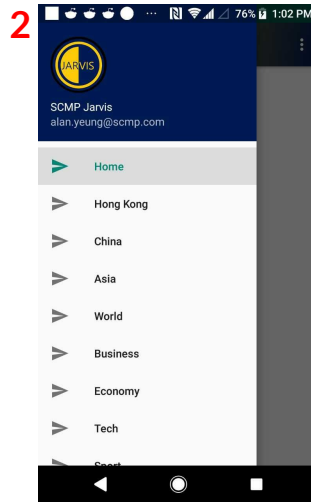 2
76% 1:02 PM
JARVIS
SCMP Jarvis
alan.yeung@scmp.com
Home
Hong Kong
China
Asia
World
Business
Economy
Tech
Sport